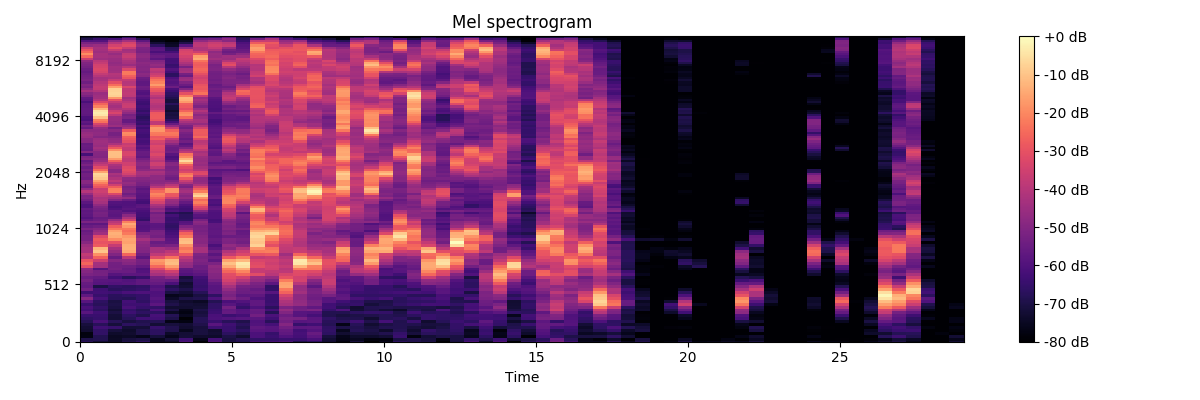 Mel spectrogram
8192
4096
2048
1024
512
0
Hz
0 5 10 15 20 25
Time
+0 dB
-10 dB
-20 dB
-30 dB
-40 dB
-50 dB
-60 dB
-70 dB
-80 dB